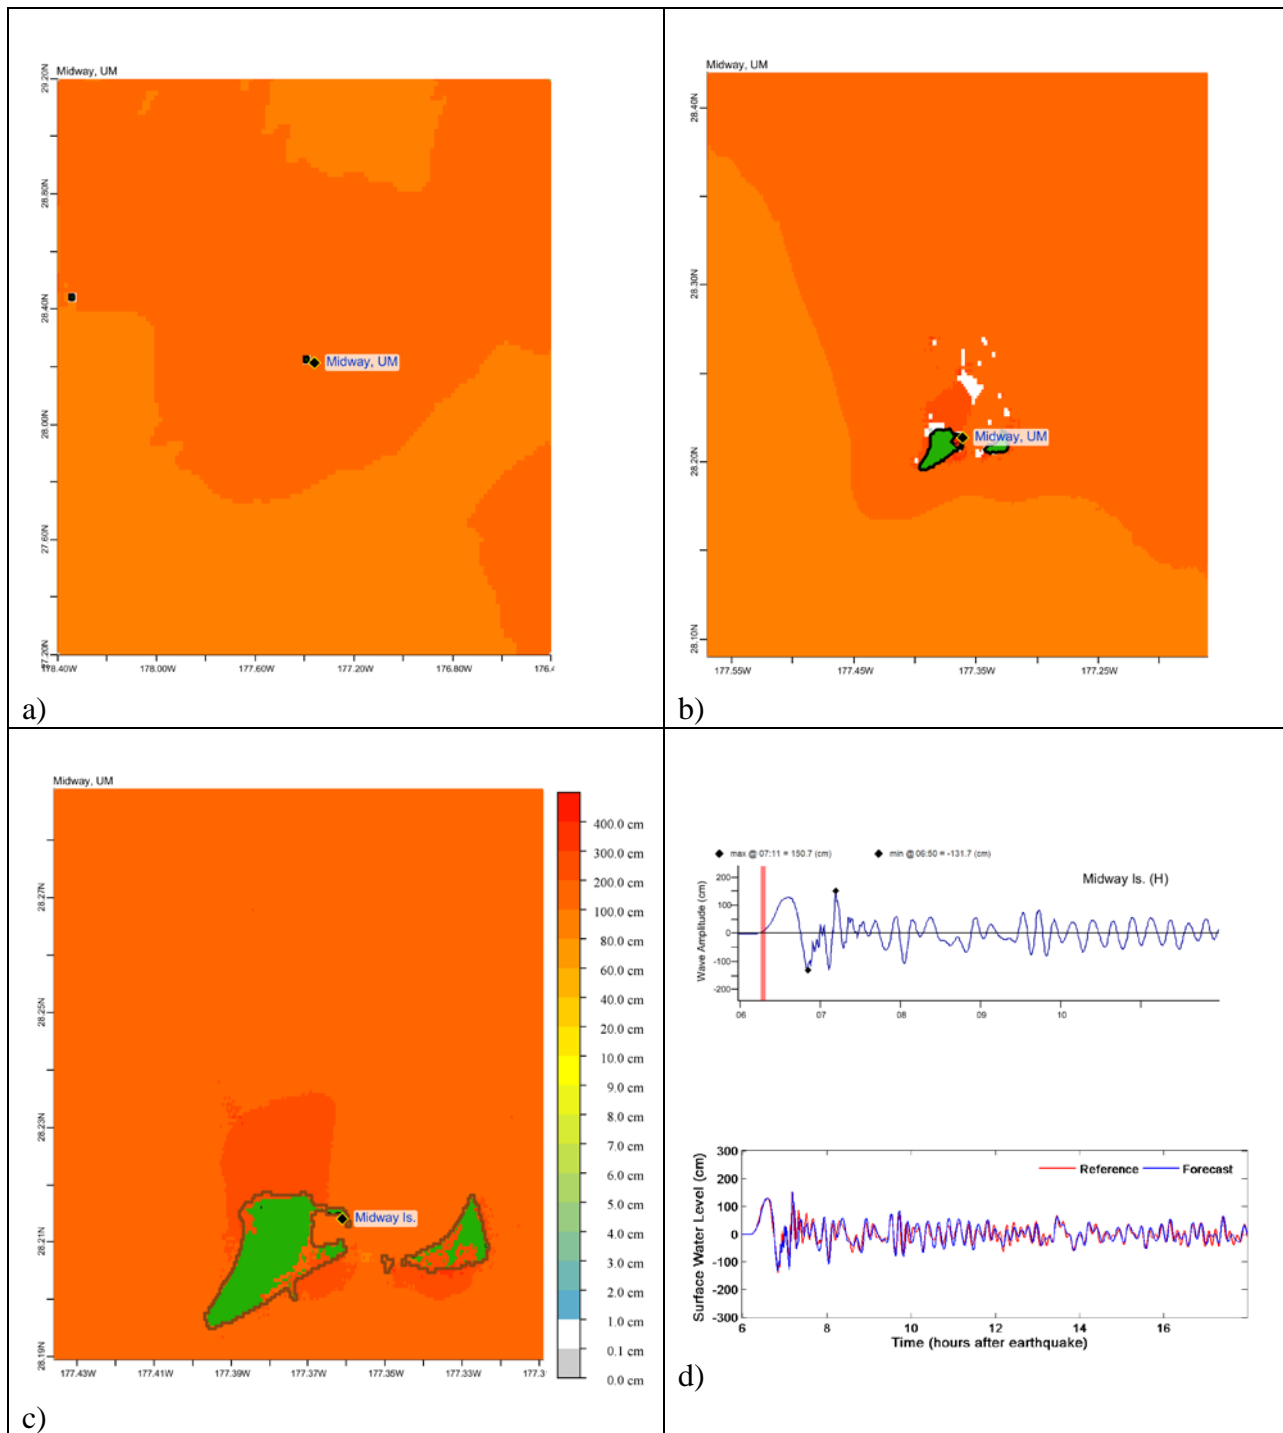 Midway, UM
29.20N
28.80N
28.40N
28.00N
27.60N
27.20N
Midway, UM
178.40W 178.00W 177.60W 177.20W 176.80W 176.4
a)
Midway, UM
28.40N
28.30N
28.20N
28.10N
Midway, UM
177.55W 177.45W 177.35W 177.25W
b)
Midway, UM
28.27N
28.25N
28.23N
28.21N
28.19N
Midway Is.
177.43W 177.41W 177.39W 177.37W 177.35W 177.33W 177.3
400.0 cm
300.0 cm
200.0 cm
100.0 cm
80.0 cm
60.0 cm
40.0 cm
20.0 cm
10.0 cm
9.0 cm
8.0 cm
7.0 cm
6.0 cm
5.0 cm
4.0 cm
3.0 cm
2.0 cm
1.0 cm
0.1 cm
0.0 cm
c)
max @ 07:11 = 150.7 (cm) min @ 06:50 = -131.7 (cm)
Midway Is. (H)
Wave Amplitude (cm)
200
100
0
-100
-200
06 07 08 09 10
Reference Forecast
Surface Water Level (cm)
300
200
100
0
-100
-200
-300
6 8 10 12 14 16
Time (hours after earthquake)
d)